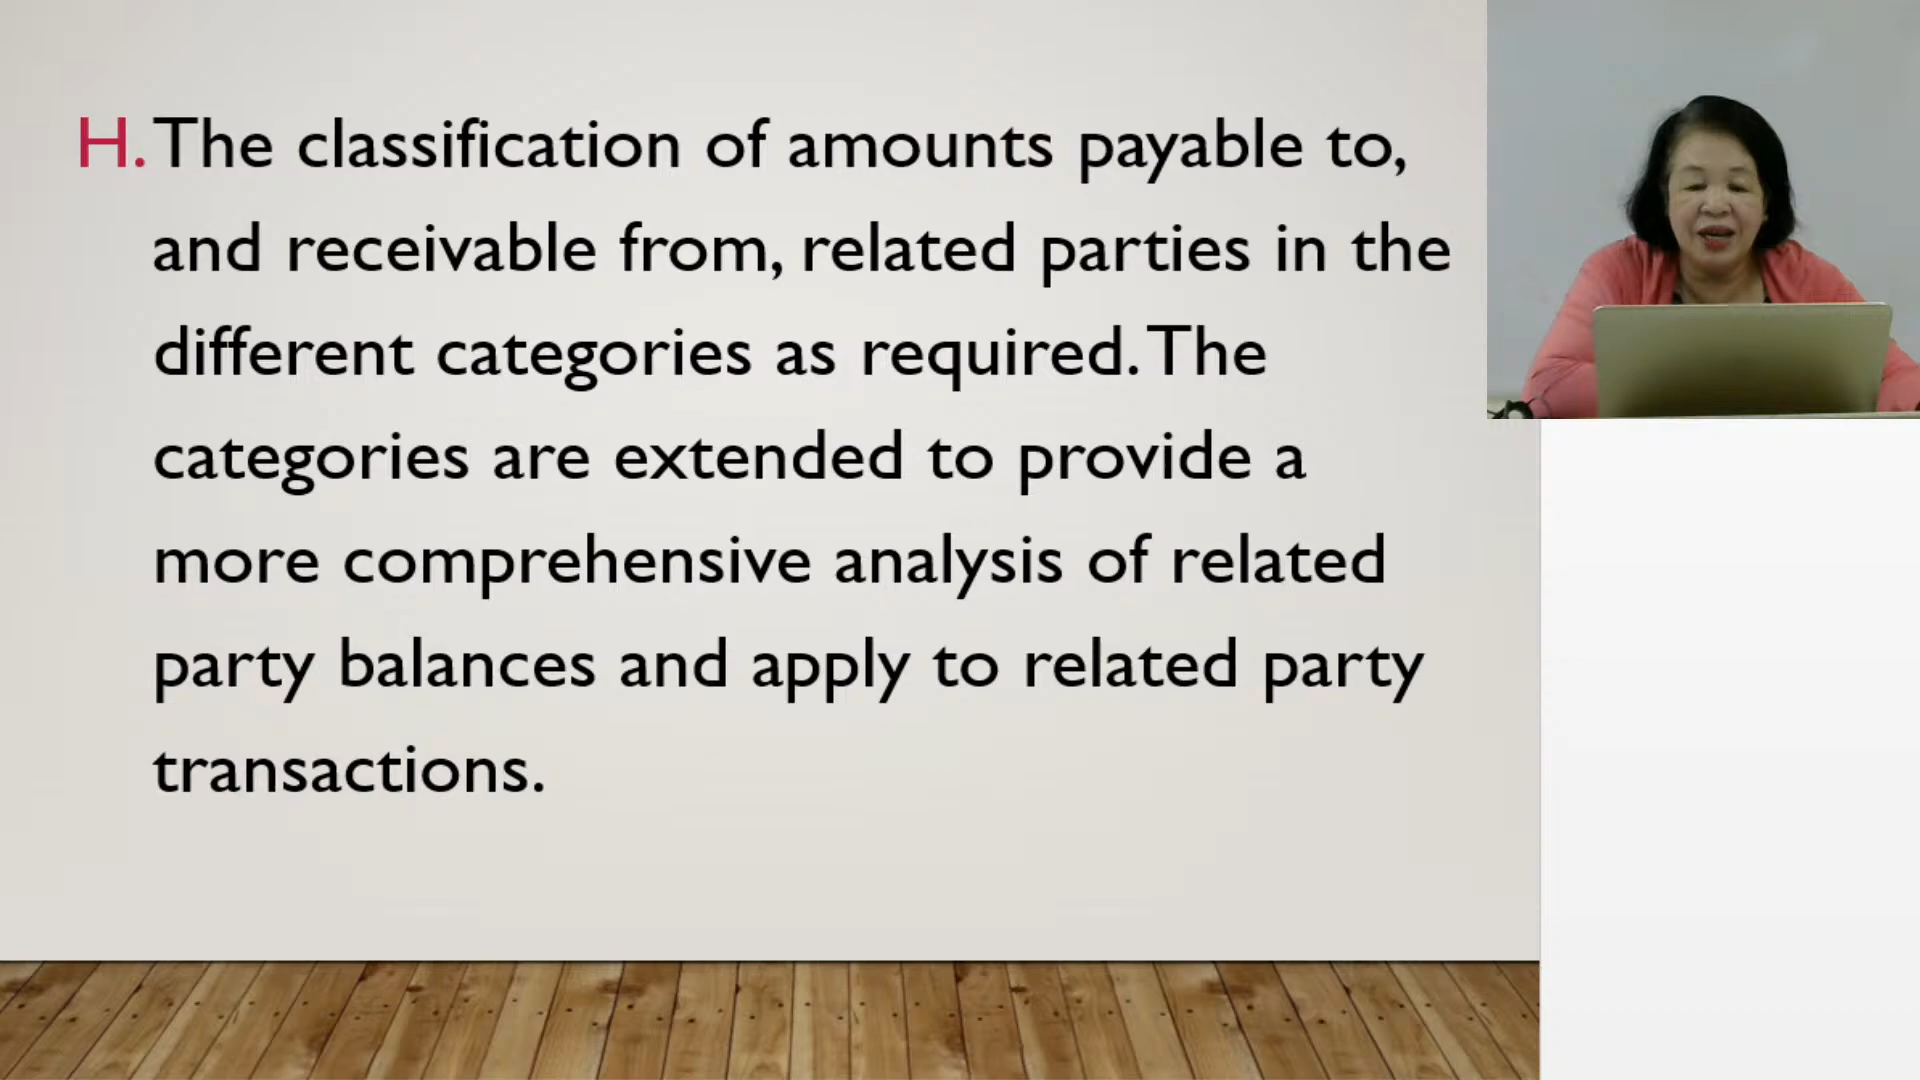 H. The classification of amounts payable to,
and receivable from, related parties in the
different categories as required. The
categories are extended to provide a
more comprehensive analysis of related
party balances and apply to related party
transactions.